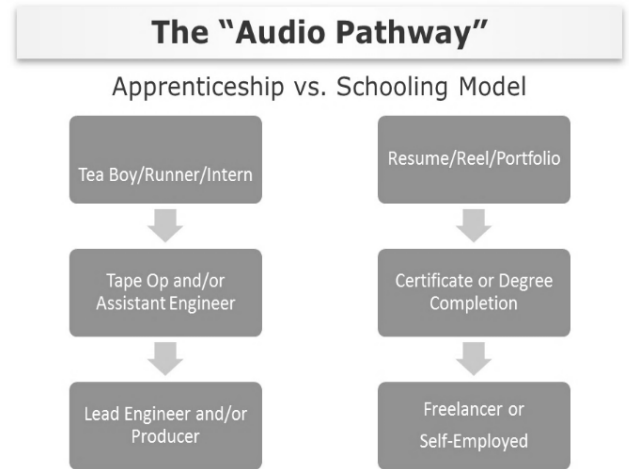 The “Audio Pathway”
Apprenticeship vs. Schooling Model
Tea Boy/Runner/Intern
Tape Op and/or
Assistant Engineer
Lead Engineer and/or
Producer
Resume/Reel/Portfolio
Certificate or Degree
Completion
Freelancer or
Self-Employed